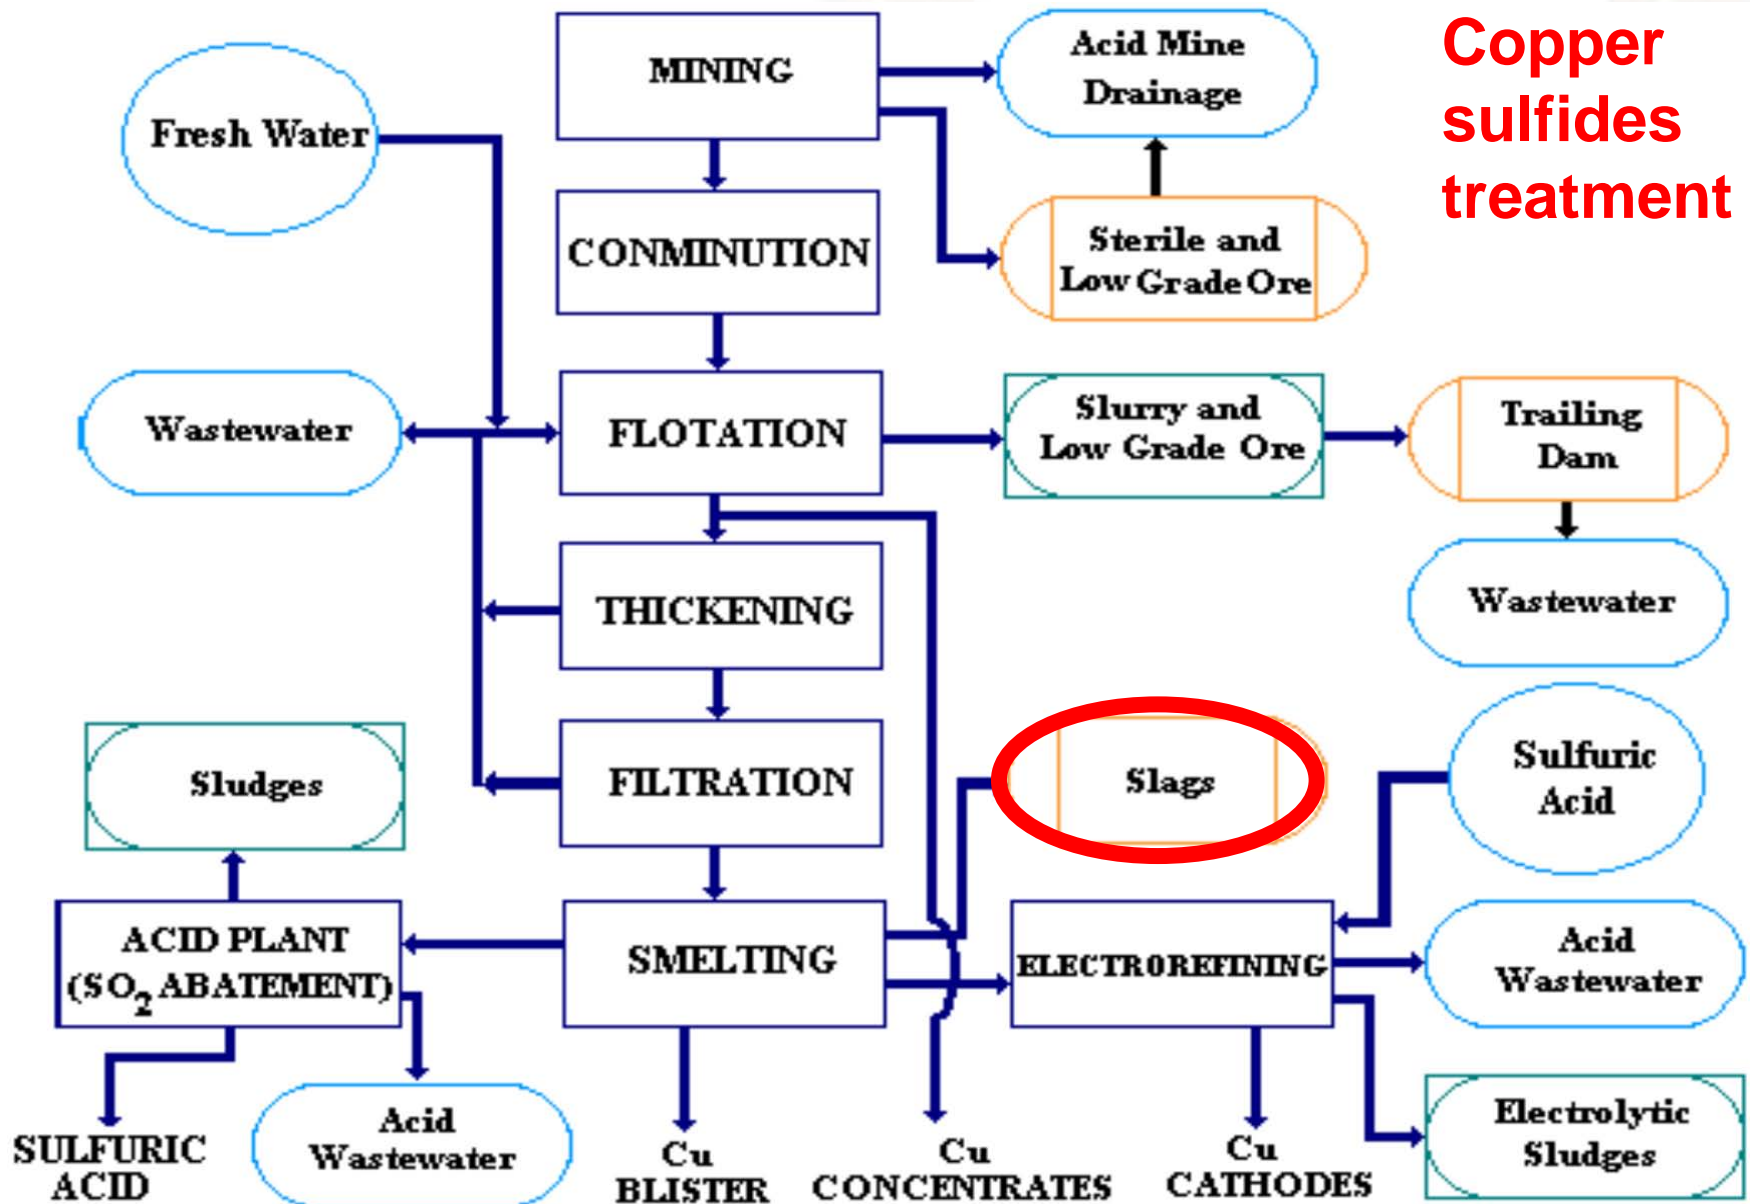 Copper
sulfides
treatment
MINING
Acid Mine
Drainage
Fresh Water
CONMINUTION
Sterile and
Low Grade Ore
Wastewater
FLOTATION
Slurry and
Low Grade Ore
Trailing
Dam
THICKENING
Wastewater
Sludges
FILTRATION
Slags
Sulfuric
Acid
ACID PLANT
(SO2 ABATEMENT)
SMELTING
ELECTROREFINING
Acid
Wastewater
SULFURIC
ACID
Acid
Wastewater
Cu
BLISTER
Cu
CONCENTRATES
Cu
CATHODES
Electrolytic
Sludges